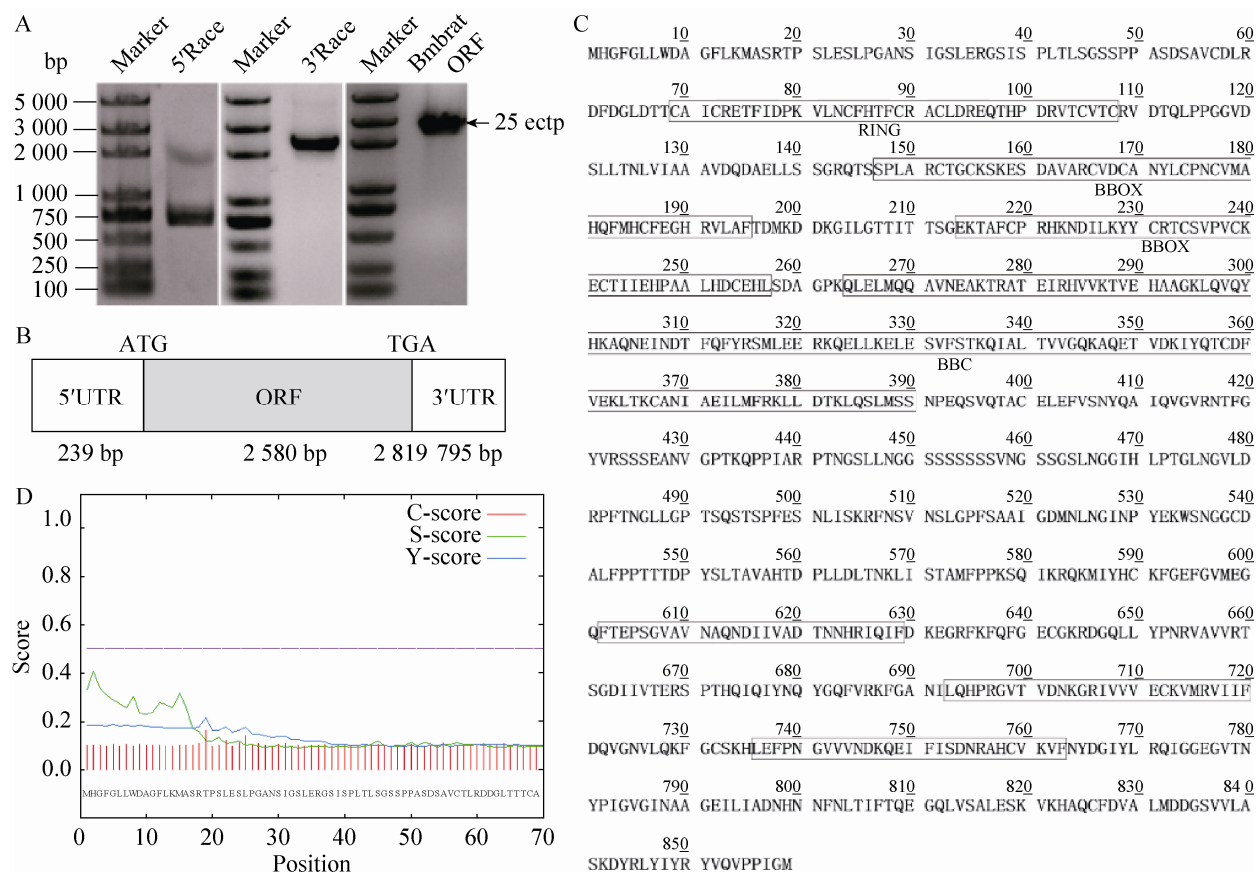 A
Marker
5′Race
Marker
3′Race
Marker
Bmbrat
ORF
bp
5 000
3 000
2 000
1 000
750
500
250
100
25 ectp
B
ATG
TGA
5′UTR
ORF
3′UTR
239 bp
2 580 bp
2 819
795 bp
D
C-score
S-score
Y-score
1.0
0.8
0.6
0.4
0.2
0.0
Score
MHGFGLLWDAGFLKMASRTPSLESLPGANSIGSLERGSISPLTLSGSSPPASDSAVCTLRDDGLTTTCA
0
10
20
30
40
50
60
70
Position
C
10 20 30 40 50 60
MHGFGLLWDA GFLKMASRTP SLESLPGANS IGSLERGSIS PLTLSGSSPP ASDSAVCDLR
70 80 90 100 110 120
DFDGLDTTCA ICRETFIDPK VLNCFHTFCR ACLDREQTHP DRVTCVTCRV DTQLPPGGVD
RING
130 140 150 160 170 180
SLLTNLVIAA AVDQDAELLS SGRQTSSPLA RCTGCKSKES DAVARCVDCA NYLCPNCVMA
BBOX
190 200 210 220 230 240
HQFMHCFEGH RVLAFTDMKD DKGILGTTIT TSGEKTAFCP RHKNDILKYY CRTCSVPVCK
BBOX
250 260 270 280 290 300
ECTIIEHPAA LHDCEHLSDA GPKQLELMQQ AVNEAKTRAT EIRHVVKTVE HAAGKLQVQY
310 320 330 340 350 360
HKAQNEINDT FQFYRSMLEE RKQELLKELE SVFSTKQIAL TVVGQKAQET VDKIYQTCDF
BBC
370 380 390 400 410 420
VEKLTKCANI AEILMFRKLL DTKLQSLMSS NPEQSVQTAC ELEFVSNYQA IQVGVRNTFG
430 440 450 460 470 480
YVRSSSEANV GPTKQPPIAR PTNGSLLNGG SSSSSSSVNG SSGSLNGGIH LPTGLNGVLD
490 500 510 520 530 540
RPFTNGLLGP TSQSTSPFES NLISKRFNSV NSLGPFSAAI GDMNLNGINP YEKWSNGGCD
550 560 570 580 590 600
ALFPPTTTDP YSLTAVAHTD PLLDLTNKLI STAMFPPKSQ IKRQKMIYHC KFGEFGVMEG
610 620 630 640 650 660
QFTEPSGVAV NAQNDIIVAD TNNHRIQIFD KEGRFKFQFG ECGKRDGQLL YPNRVAVVRT
670 680 690 700 710 720
SGDIIVTERS PTHQIQIYNQ YGQFVRKFGA NILQHPRGVT VDNKGRIVVV ECKVMRVIIF
730 740 750 760 770 780
DQVGNVLQKF GCSKHLEFPN GVVVNDKQEI FISDNRAHCV KVFNYDGIYL RQIGGEGVTN
790 800 810 820 830 840
YPIGVGINAA GEILIADNHN NFNLTIFTQE GQLVSALESK VKHAQCFDVA LMDDGSVVLA
850
SKDYRLYIYR YVQVPPIGM